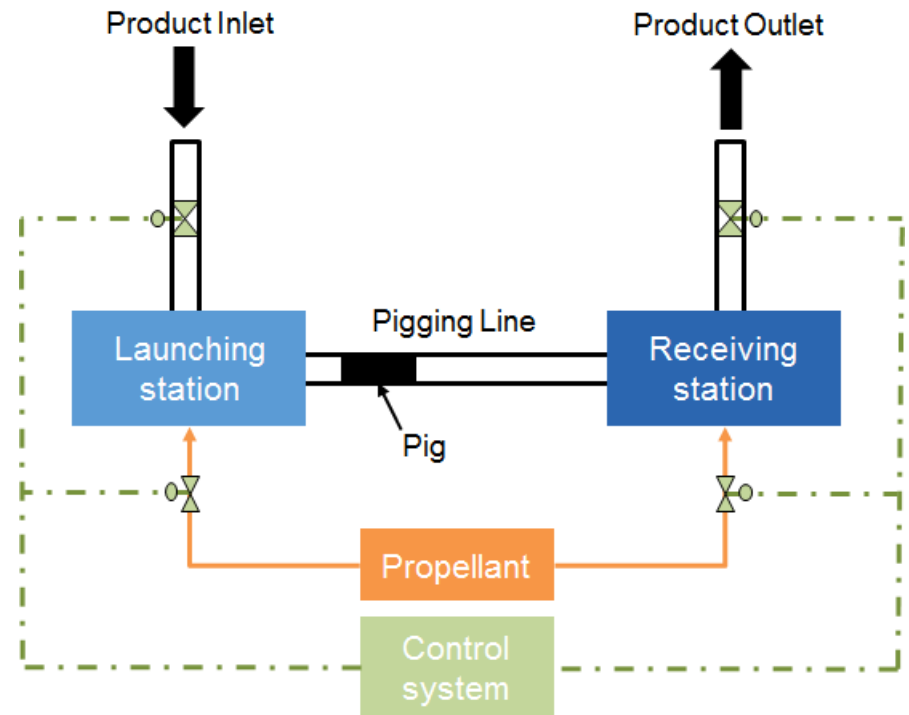 Product Inlet
Product Outlet
Launching
station
Pigging Line
Receiving
station
Pig
Propellant
Control
system